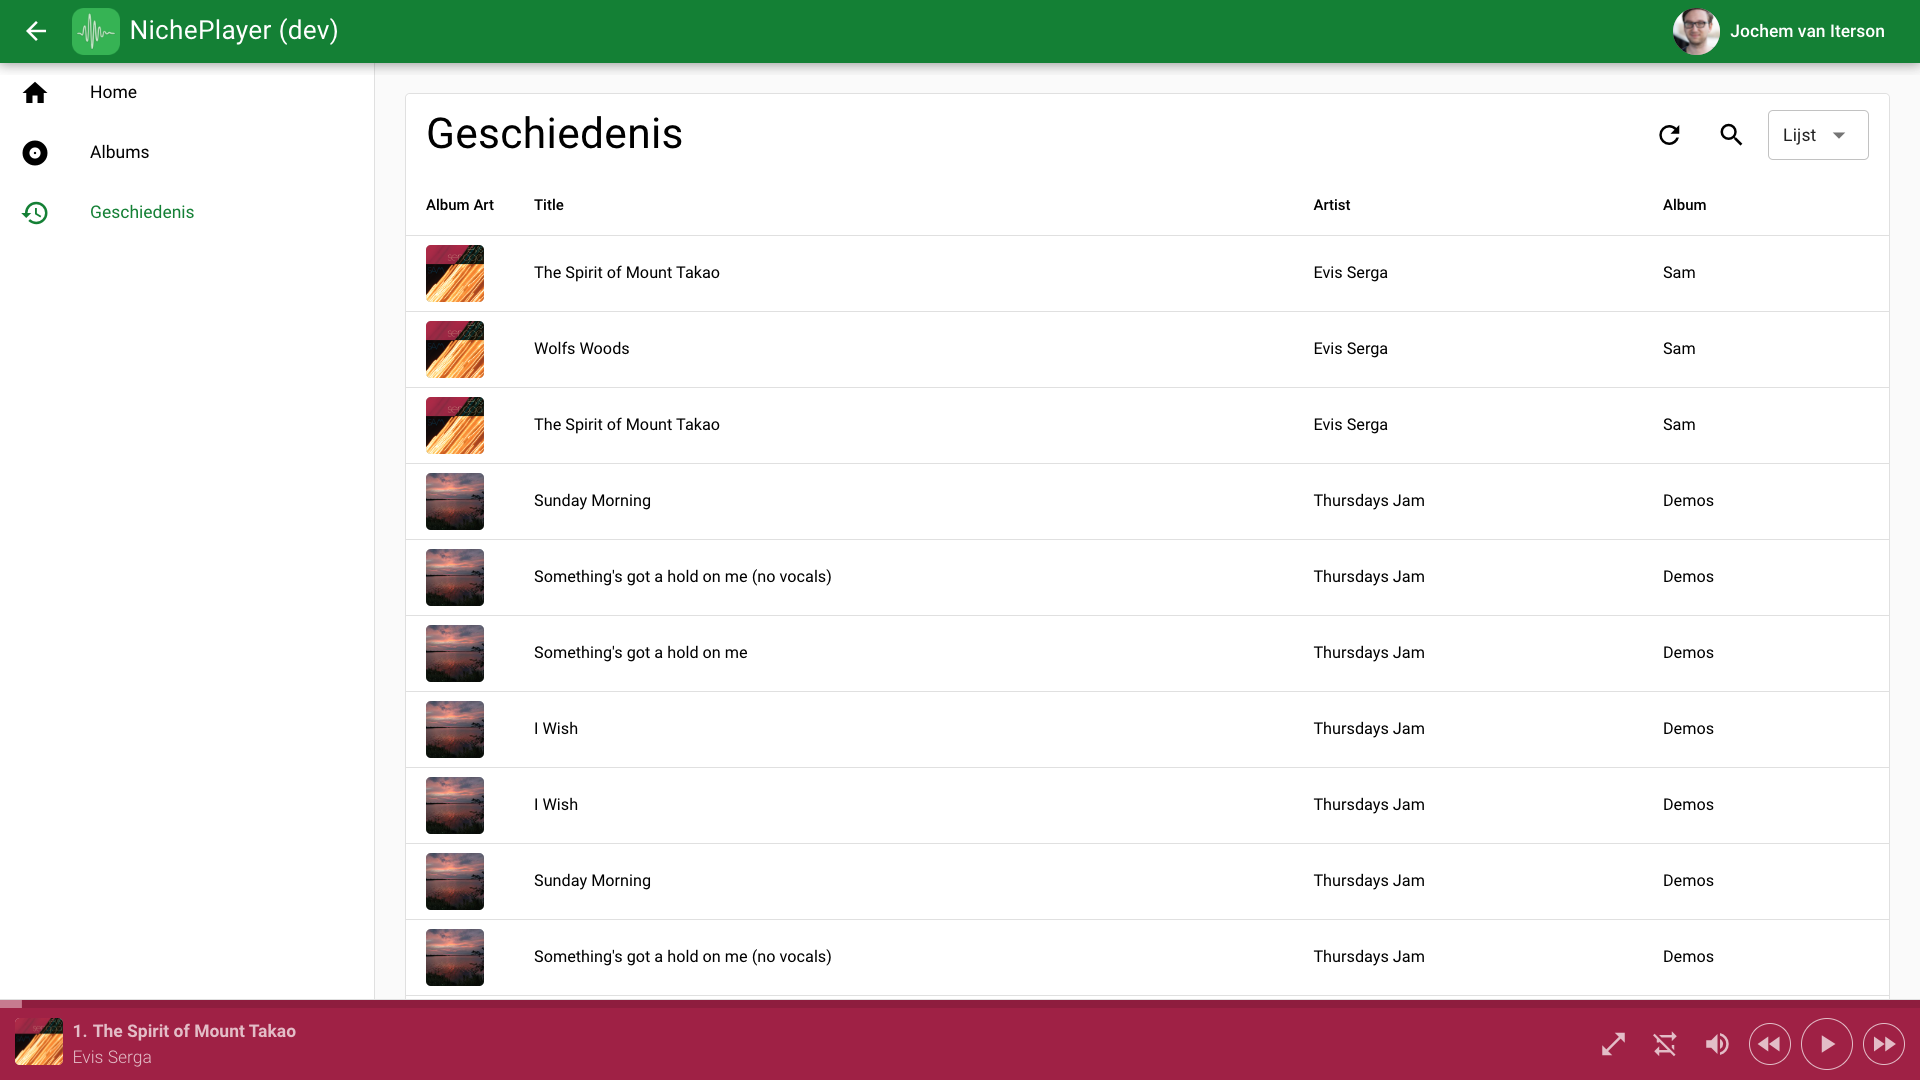 NichePlayer (dev)
Jochem van Iterson
Home
Albums
Geschiedenis
Geschiedenis
Lijst
Album Art Title Artist Album
The Spirit of Mount Takao Evis Serga Sam
Wolfs Woods Evis Serga Sam
The Spirit of Mount Takao Evis Serga Sam
Sunday Morning Thursdays Jam Demos
Something's got a hold on me (no vocals) Thursdays Jam Demos
Something's got a hold on me Thursdays Jam Demos
I Wish Thursdays Jam Demos
I Wish Thursdays Jam Demos
Sunday Morning Thursdays Jam Demos
Something's got a hold on me (no vocals) Thursdays Jam Demos
1. The Spirit of Mount Takao
Evis Serga